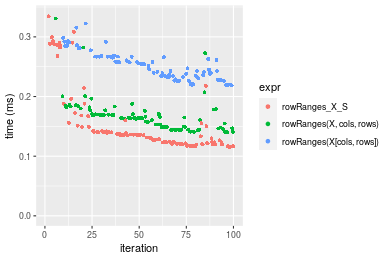 0.3
0.2
0.1
0.0
time (ms)
0
25
50
75
100
iteration
expr
rowRanges_X_S
rowRanges(X, cols, rows)
rowRanges(X[cols, rows])